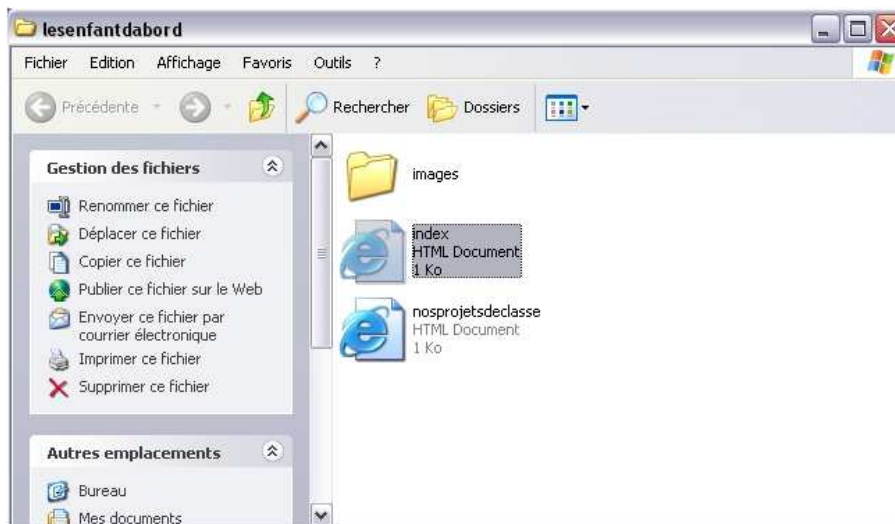 lesenfantdabord
Fichier Edition Affichage Favoris Outils ?
Précédente Rechercher Dossiers
Gestion des fichiers
Renommer ce fichier
Déplacer ce fichier
Copier ce fichier
Publier ce fichier sur le Web
Envoyer ce fichier par
courrier électronique
Imprimer ce fichier
Supprimer ce fichier
Autres emplacements
Bureau
Mes documents
images
index
HTML Document
1 Ko
nosprojetsdeclasse
HTML Document
1 Ko